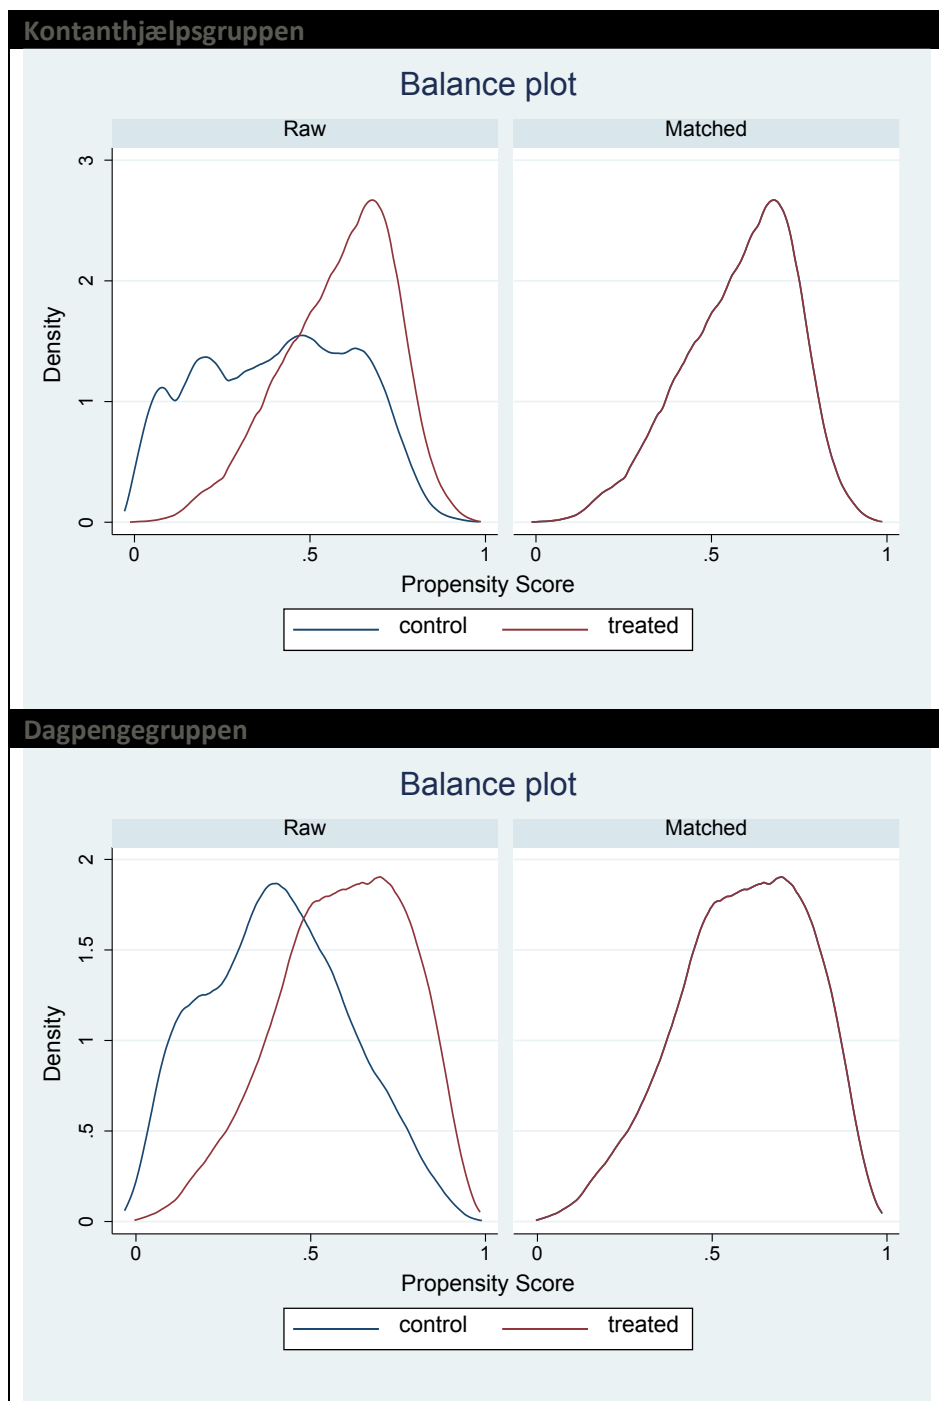 Kontanthjælpsgruppen
Balance plot
Raw Matched
3
2
1
0
Density
0 .5 1 0 .5 1
Propensity Score
control treated
Dagpengegruppen
Balance plot
Raw Matched
2
1.5
1
.5
0
Density
0 .5 1 0 .5 1
Propensity Score
control treated